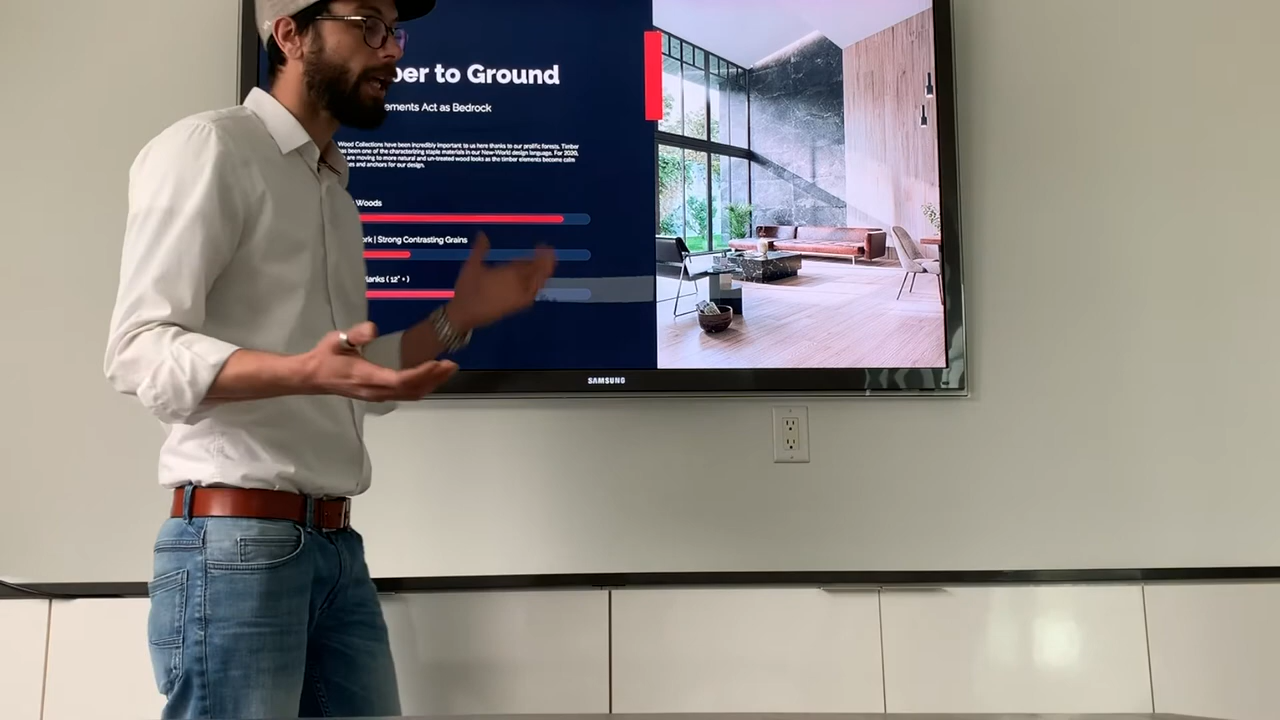 ber to Ground
ements Act as Bedrock
Wood Collections have been incredibly important to us here thanks to our prolific forests. Timber
has been one of the characterizing staple materials in our New-World design language. For 2020,
are moving to more natural and un-treated wood looks as the timber elements become calm
and anchors for our design.
Woods
ork | Strong Contrasting Grains
lanks ( 12" + )
SAMSUNG